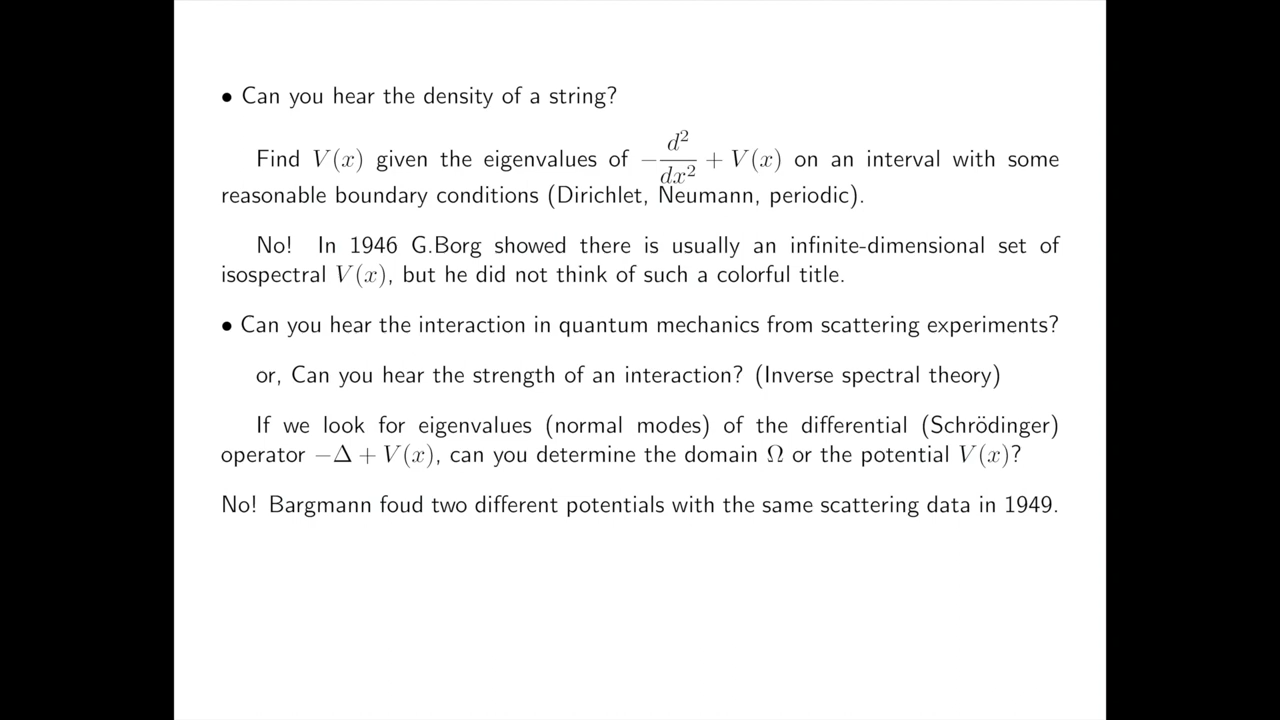 • Can you hear the density of a string?
Find V(x) given the eigenvalues of −d²/dx² + V(x) on an interval with some
reasonable boundary conditions (Dirichlet, Neumann, periodic).
No! In 1946 G.Borg showed there is usually an infinite-dimensional set of
isospectral V(x), but he did not think of such a colorful title.
• Can you hear the interaction in quantum mechanics from scattering experiments?
or, Can you hear the strength of an interaction? (Inverse spectral theory)
If we look for eigenvalues (normal modes) of the differential (Schrödinger)
operator −Δ + V(x), can you determine the domain Ω or the potential V(x)?
No! Bargmann foud two different potentials with the same scattering data in 1949.